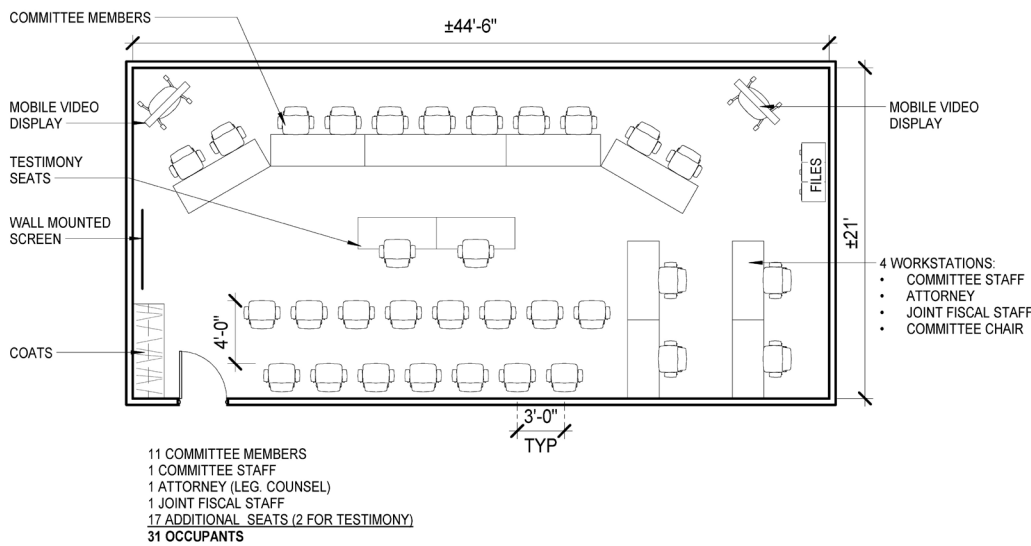 COMMITTEE MEMBERS
±44'-6"
MOBILE VIDEO
DISPLAY
MOBILE VIDEO
DISPLAY
TESTIMONY
SEATS
FILES
WALL MOUNTED
SCREEN
±21'
4 WORKSTATIONS:
• COMMITTEE STAFF
• ATTORNEY
• JOINT FISCAL STAFF
• COMMITTEE CHAIR
4'-0"
COATS
3'-0"
TYP
11 COMMITTEE MEMBERS
1 COMMITTEE STAFF
1 ATTORNEY (LEG. COUNSEL)
1 JOINT FISCAL STAFF
17 ADDITIONAL SEATS (2 FOR TESTIMONY)
31 OCCUPANTS